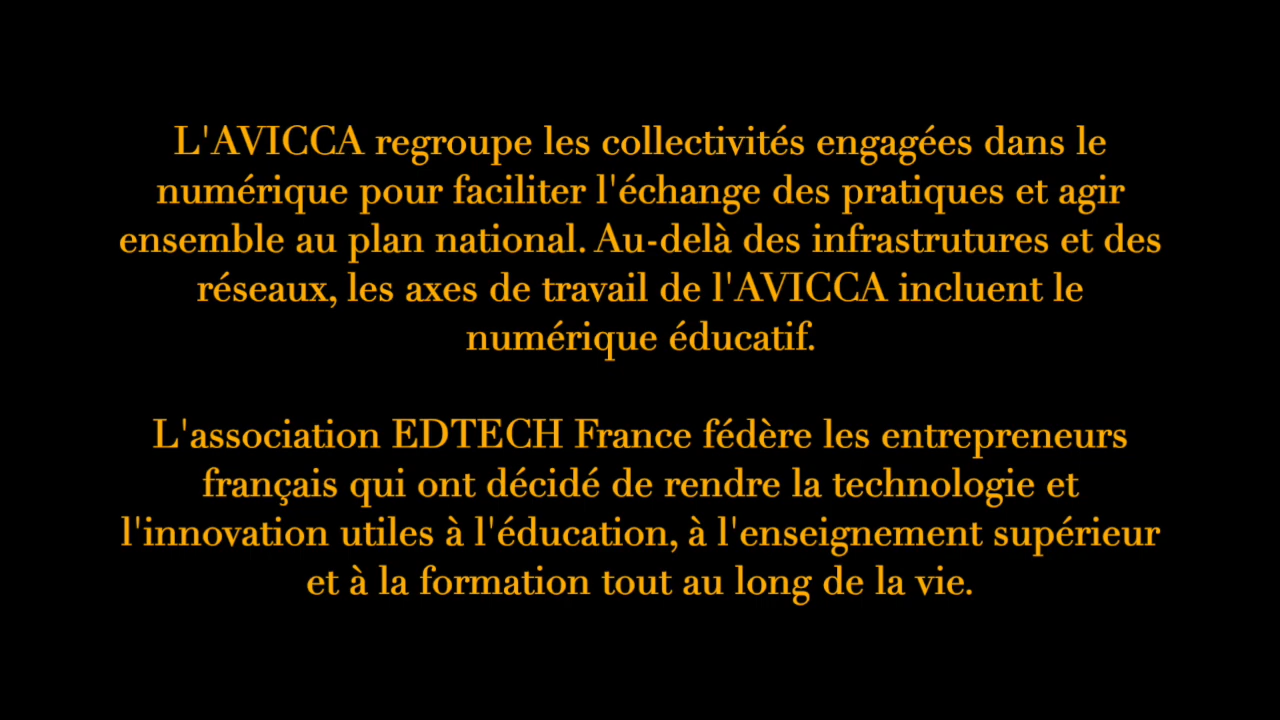 L'AVICCA regroupe les collectivités engagées dans le
numérique pour faciliter l'échange des pratiques et agir
ensemble au plan national. Au-delà des infrastrutures et des
réseaux, les axes de travail de l'AVICCA incluent le
numérique éducatif.
L'association EDTECH France fédère les entrepreneurs
français qui ont décidé de rendre la technologie et
l'innovation utiles à l'éducation, à l'enseignement supérieur
et à la formation tout au long de la vie.